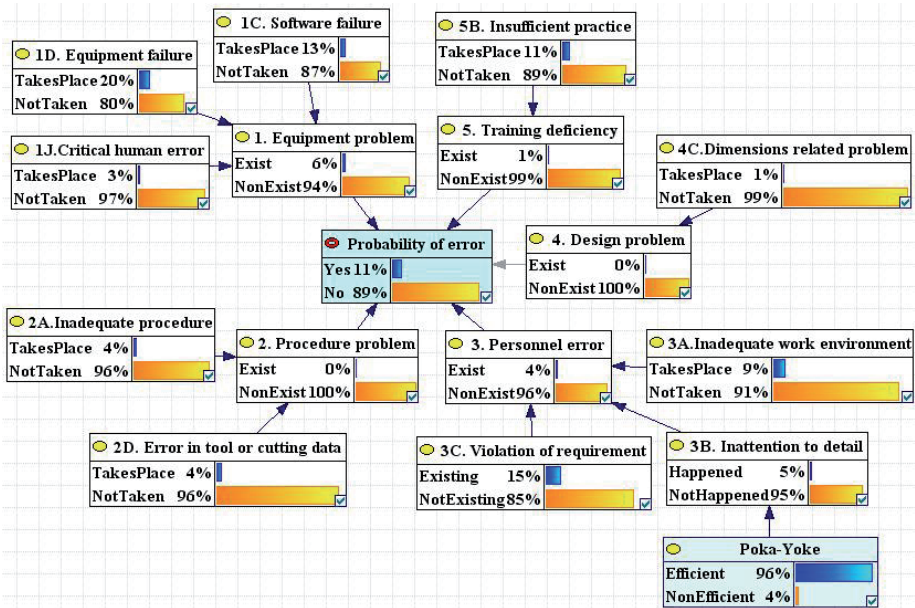 1C. Software failure
TakesPlace 13%
NotTaken 87%
5B. Insufficient practice
TakesPlace 11%
NotTaken 89%
1D. Equipment failure
TakesPlace 20%
NotTaken 80%
1. Equipment problem
Exist 6%
NonExist 94%
5. Training deficiency
Exist 1%
NonExist 99%
1J.Critical human error
TakesPlace 3%
NotTaken 97%
4C.Dimensions related problem
TakesPlace 1%
NotTaken 99%
Probability of error
Yes 11%
No 89%
4. Design problem
Exist 0%
NonExist 100%
2A.Inadequate procedure
TakesPlace 4%
NotTaken 96%
2. Procedure problem
Exist 0%
NonExist 100%
3. Personnel error
Exist 4%
NonExist 96%
3A.Inadequate work environment
TakesPlace 9%
NotTaken 91%
2D. Error in tool or cutting data
TakesPlace 4%
NotTaken 96%
3C. Violation of requirement
Existing 15%
NotExisting 85%
3B. Inattention to detail
Happened 5%
NotHappened 95%
Poka-Yoke
Efficient 96%
NonEfficient 4%